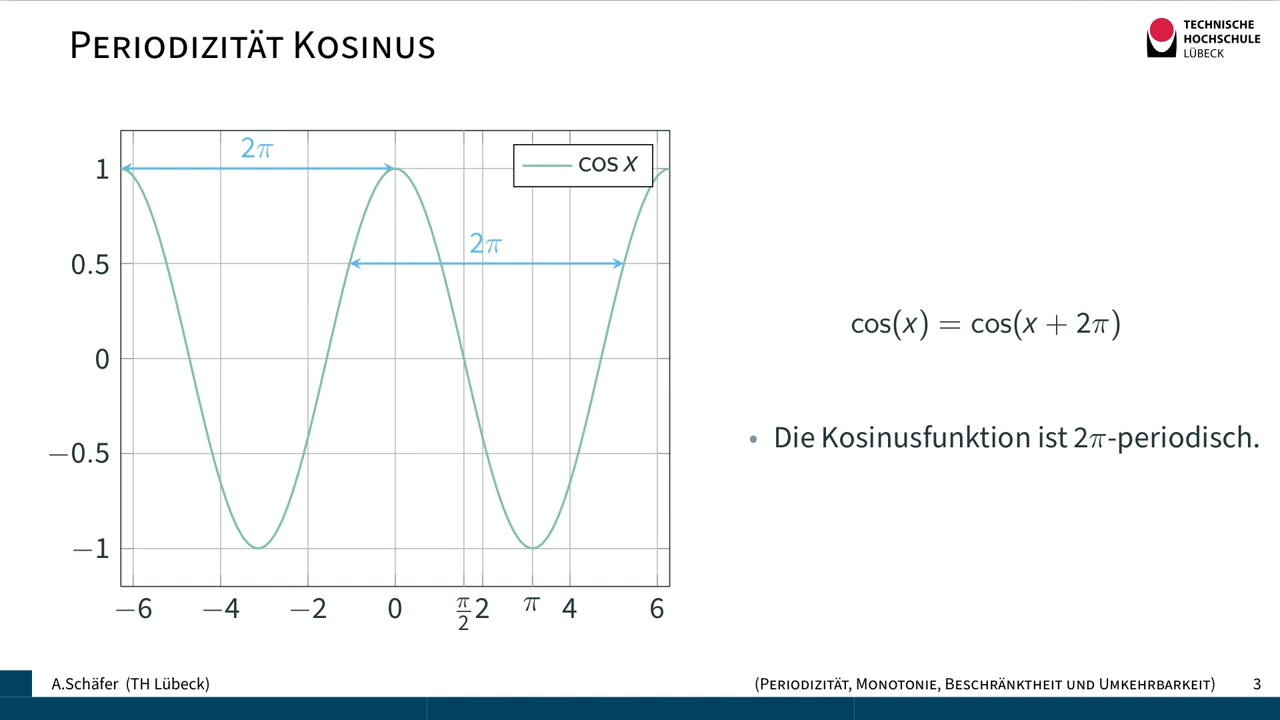 PERIODIZITÄT KOSINUS
TECHNISCHE
HOCHSCHULE
LÜBECK
2π
cos x
1
2π
0.5
0
−0.5
−1
−6 −4 −2 0 π/2 2 π 4 6
cos(x) = cos(x + 2π)
• Die Kosinusfunktion ist 2π-periodisch.
A.Schäfer (TH Lübeck)
(PERIODIZITÄT, MONOTONIE, BESCHRÄNKTHEIT UND UMKEHRBARKEIT) 3